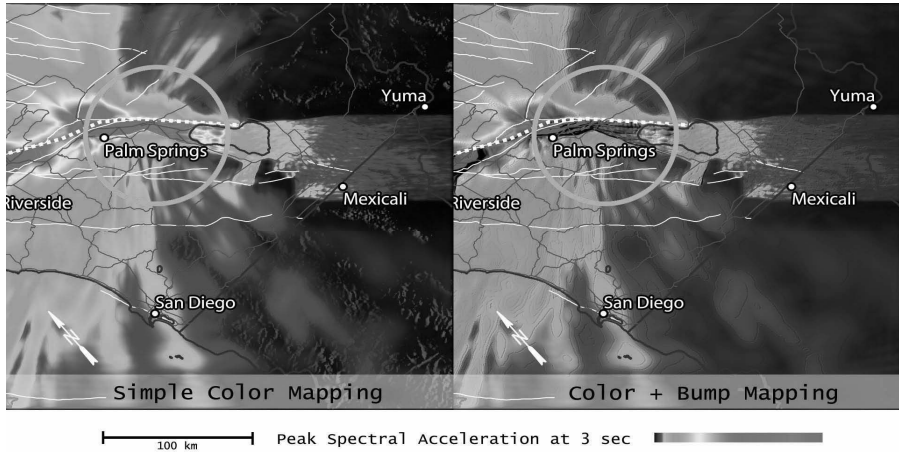 Yuma
Palm Springs
Mexicali
Riverside
San Diego
N
Simple Color Mapping
Yuma
Palm Springs
Mexicali
Riverside
San Diego
N
Color + Bump Mapping
100 km
Peak Spectral Acceleration at 3 sec